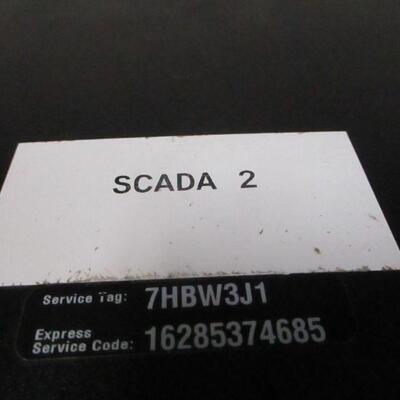 SCADA 2
Service Tag: 7HBW3J1
Express
Service Code: 16285374685